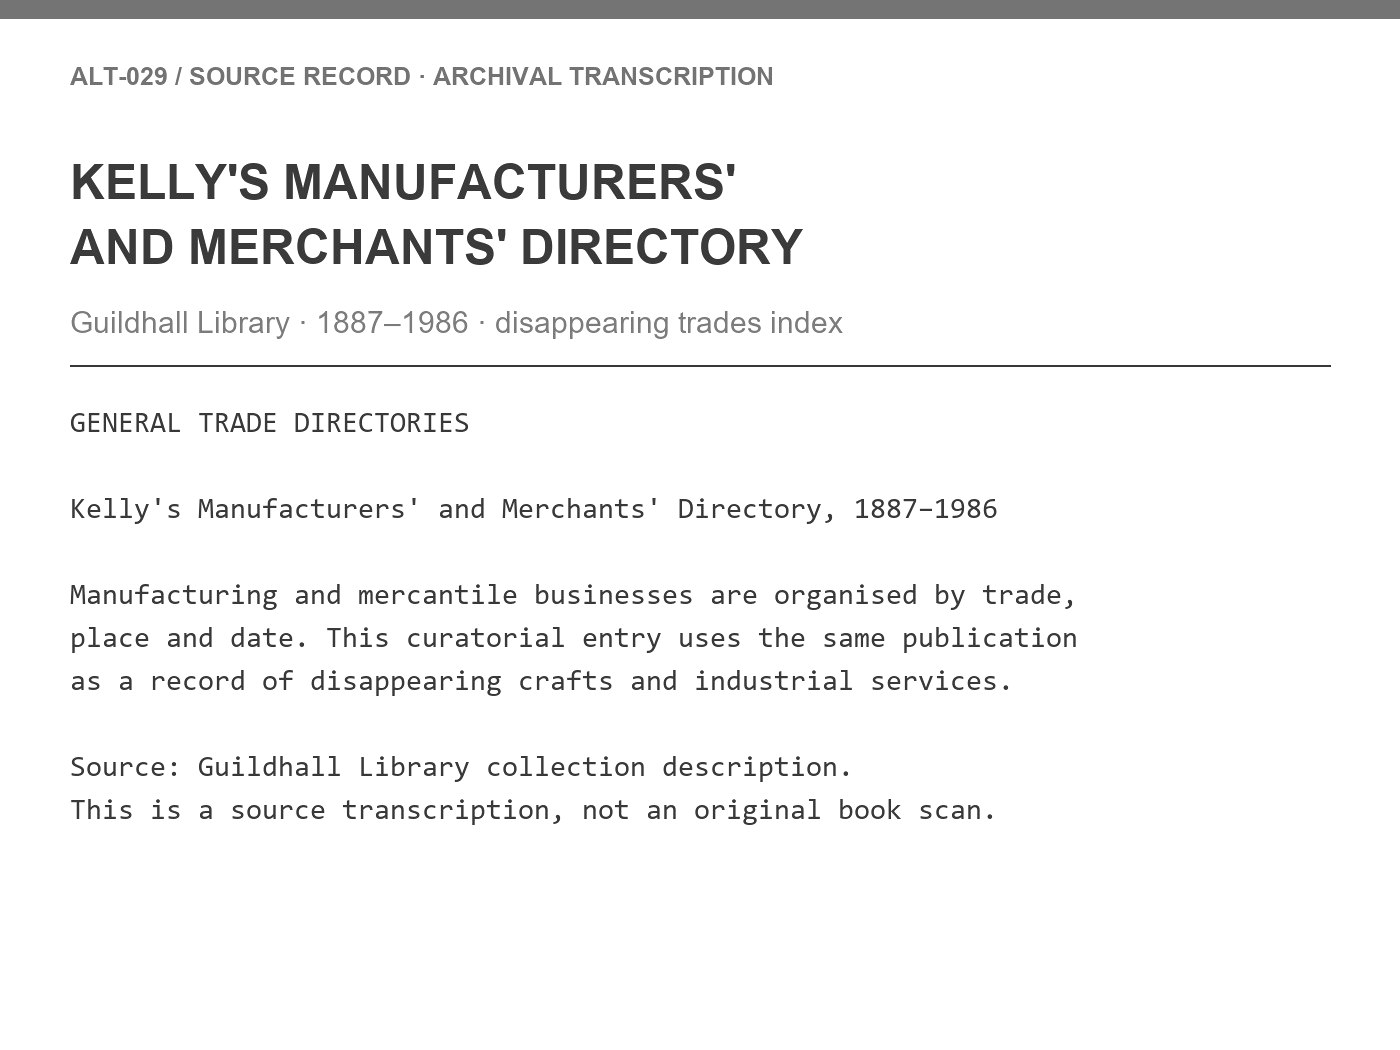 ALT-029 / SOURCE RECORD · ARCHIVAL TRANSCRIPTION
KELLY'S MANUFACTURERS'
AND MERCHANTS' DIRECTORY
Guildhall Library · 1887–1986 · disappearing trades index
GENERAL TRADE DIRECTORIES
Kelly's Manufacturers' and Merchants' Directory, 1887–1986
Manufacturing and mercantile businesses are organised by trade,
place and date. This curatorial entry uses the same publication
as a record of disappearing crafts and industrial services.
Source: Guildhall Library collection description.
This is a source transcription, not an original book scan.